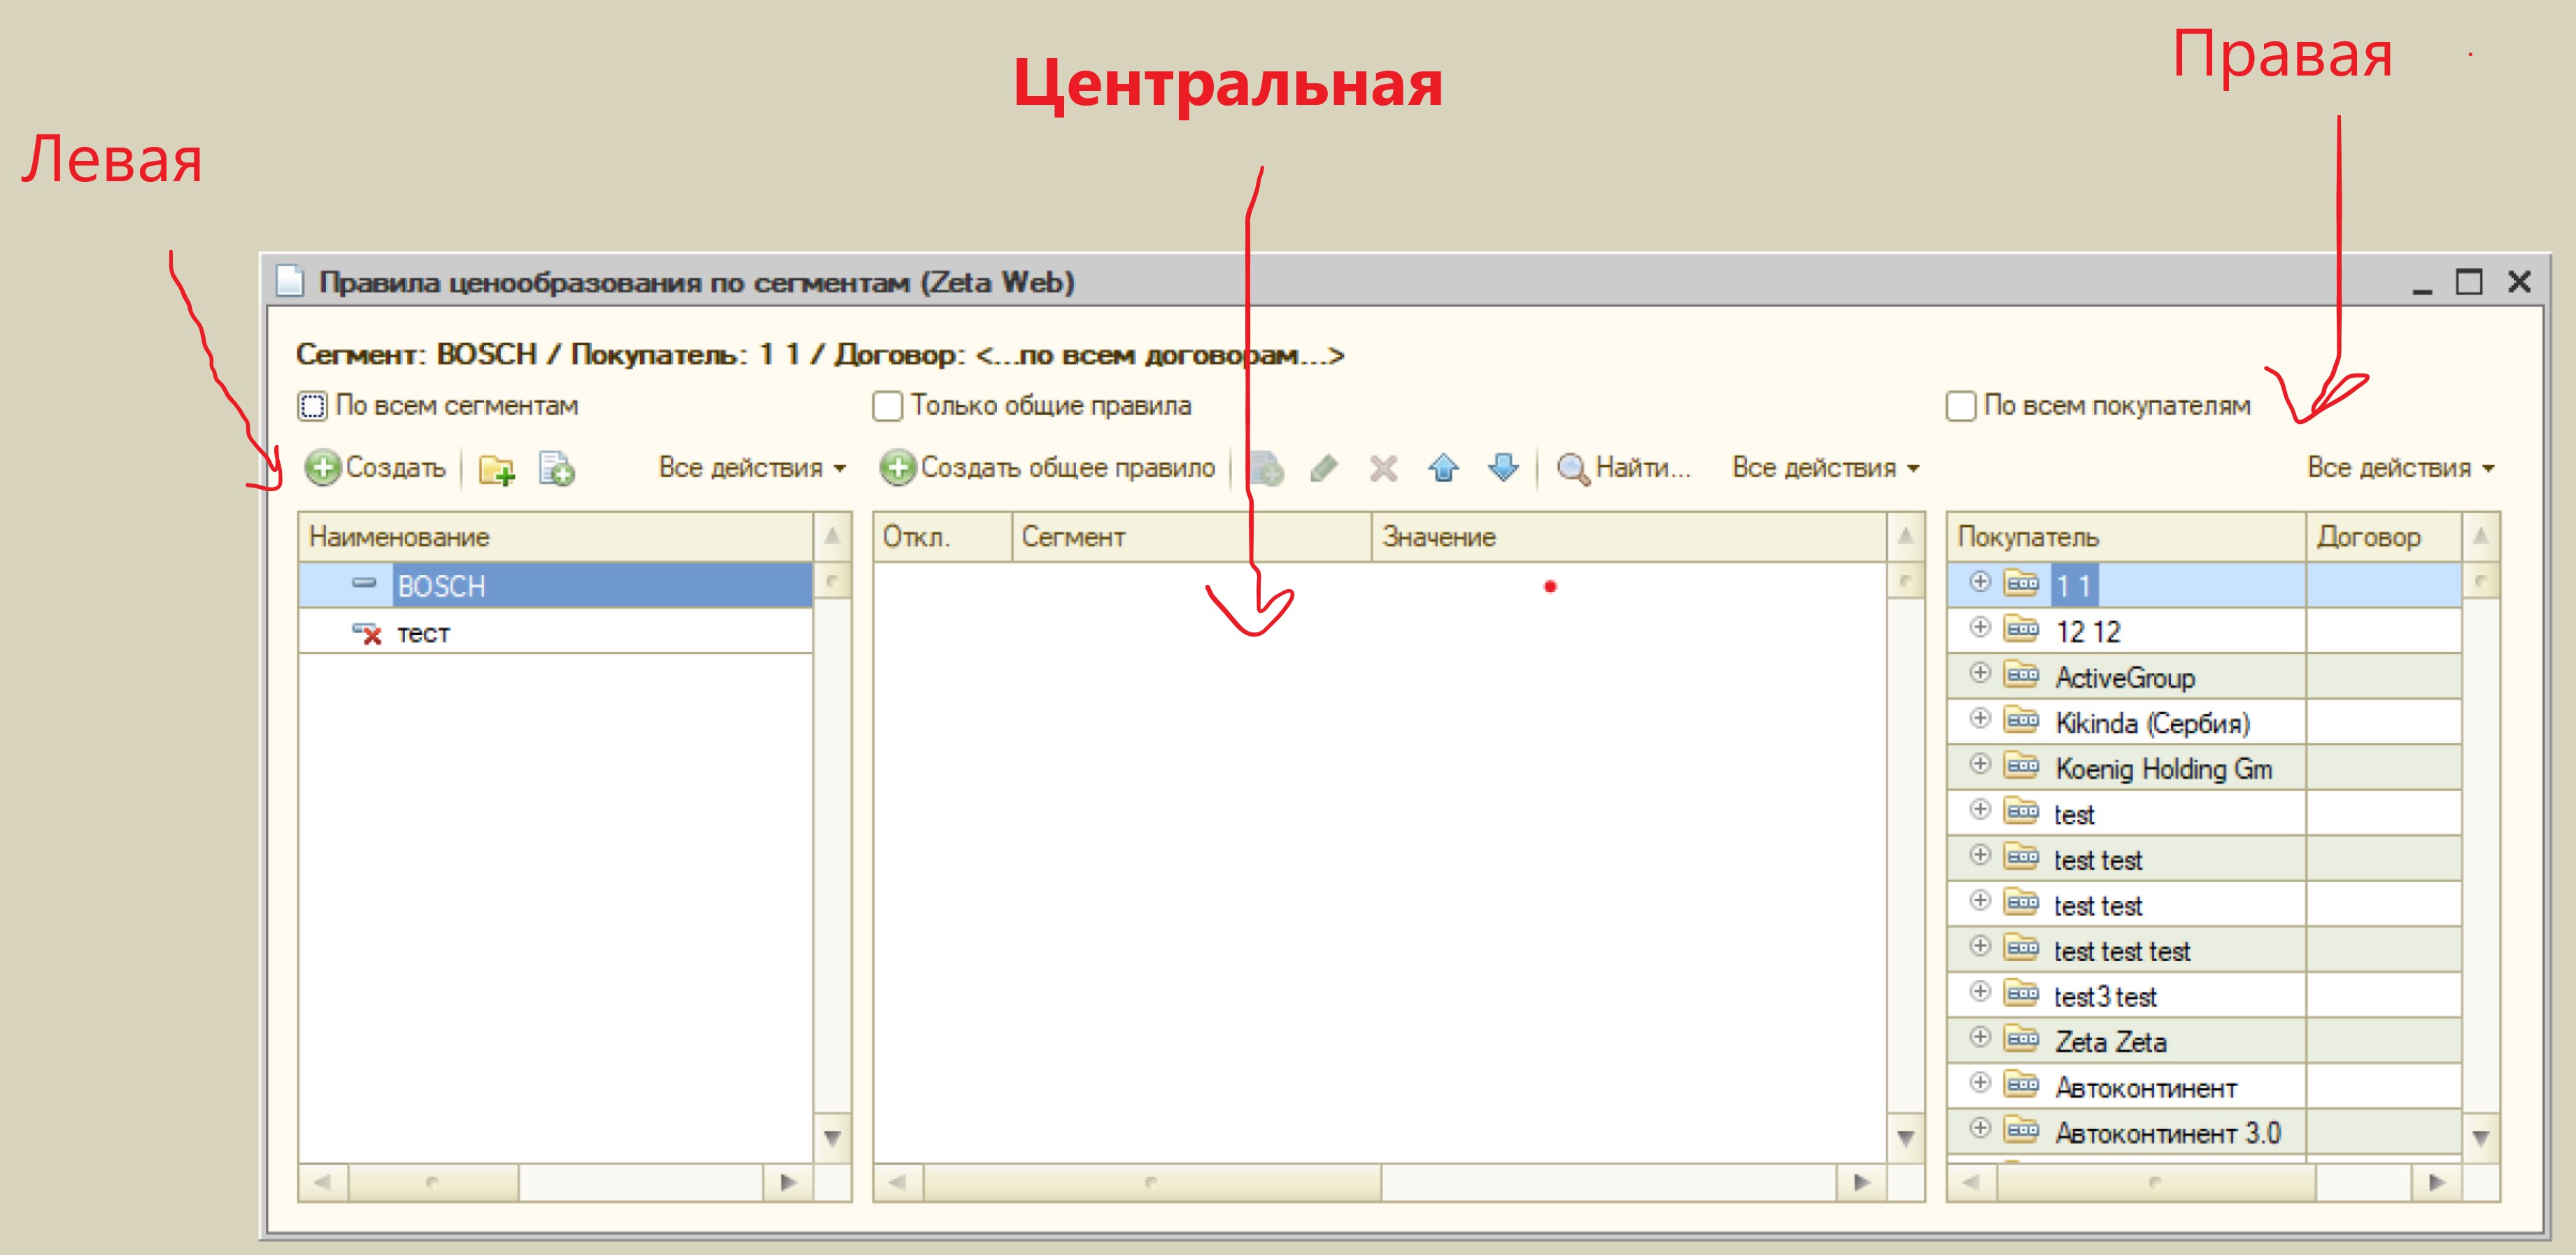 Правая
Центральная
Левая
Правила ценообразования по сегментам (Zeta Web)
Сегмент: BOSCH / Покупатель: 1 1 / Договор: <...по всем договорам...>
По всем сегментам
Только общие правила
По всем покупателям
Создать
Все действия
Создать общее правило
Найти...
Все действия
Все действия
Наименование
BOSCH
тест
Откл. Сегмент Значение
Покупатель Договор
1 1
12 12
ActiveGroup
Kikinda (Сербия)
Koenig Holding Gm
test
test test
test test
test test test
test3 test
Zeta Zeta
Автоконтинент
Автоконтинент 3.0